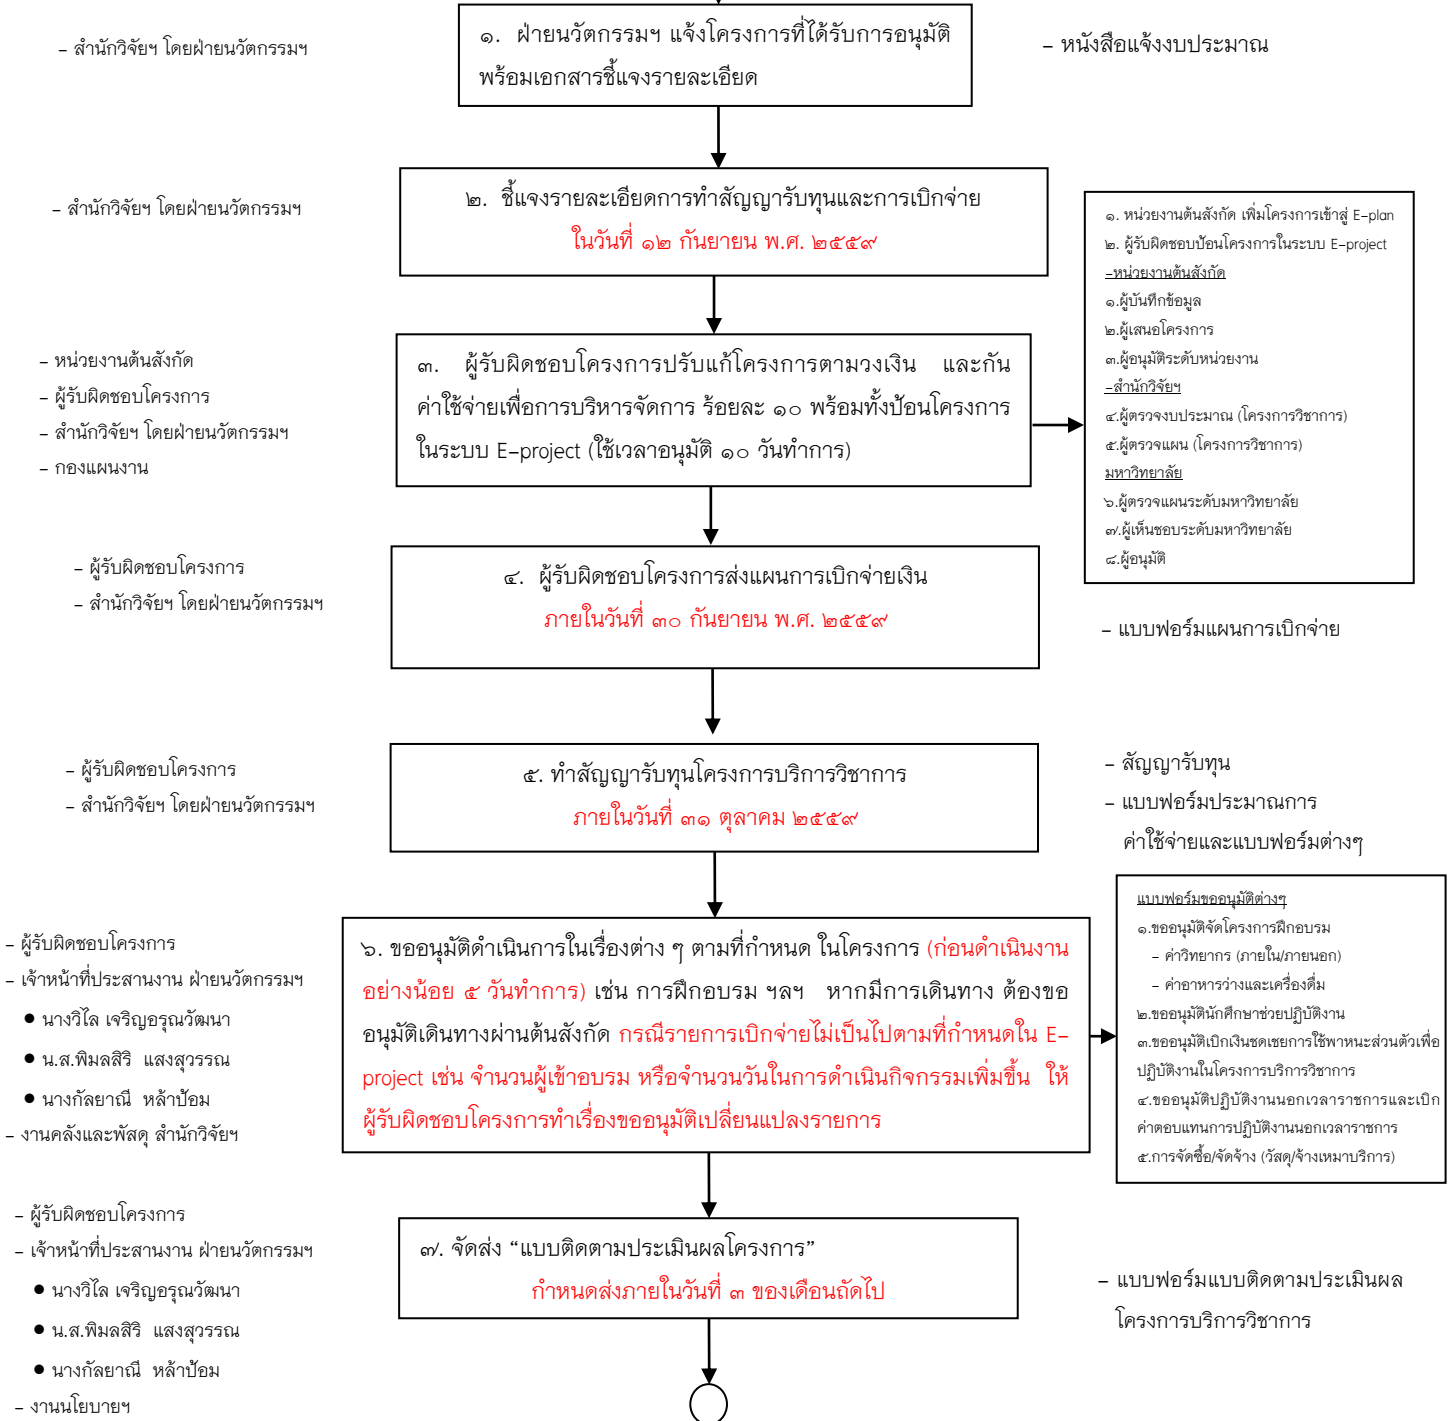 – สำนักวิจัยฯ โดยฝ่ายนวัตกรรมฯ
๑. ฝ่ายนวัตกรรมฯ แจ้งโครงการที่ได้รับการอนุมัติ
พร้อมเอกสารชี้แจงรายละเอียด
– หนังสือแจ้งงบประมาณ
– สำนักวิจัยฯ โดยฝ่ายนวัตกรรมฯ
๒. ชี้แจงรายละเอียดการทำสัญญารับทุนและการเบิกจ่าย
ในวันที่ ๑๒ กันยายน พ.ศ. ๒๕๕๙
– หน่วยงานต้นสังกัด
– ผู้รับผิดชอบโครงการ
– สำนักวิจัยฯ โดยฝ่ายนวัตกรรมฯ
– กองแผนงาน
๓. ผู้รับผิดชอบโครงการปรับแก้โครงการตามวงเงิน และกัน
ค่าใช้จ่ายเพื่อการบริหารจัดการ ร้อยละ ๑๐ พร้อมทั้งป้อนโครงการ
ในระบบ E–project (ใช้เวลาอนุมัติ ๑๐ วันทำการ)
๑. หน่วยงานต้นสังกัด เพิ่มโครงการเข้าสู่ E–plan
๒. ผู้รับผิดชอบป้อนโครงการในระบบ E–project
–หน่วยงานต้นสังกัด
๑.ผู้บันทึกข้อมูล
๒.ผู้เสนอโครงการ
๓.ผู้อนุมัติระดับหน่วยงาน
–สำนักวิจัยฯ
๔.ผู้ตรวจงบประมาณ (โครงการวิชาการ)
๕.ผู้ตรวจแผน (โครงการวิชาการ)
มหาวิทยาลัย
๖.ผู้ตรวจแผนระดับมหาวิทยาลัย
๗.ผู้เห็นชอบระดับมหาวิทยาลัย
๘.ผู้อนุมัติ
– ผู้รับผิดชอบโครงการ
– สำนักวิจัยฯ โดยฝ่ายนวัตกรรมฯ
๔. ผู้รับผิดชอบโครงการส่งแผนการเบิกจ่ายเงิน
ภายในวันที่ ๓๐ กันยายน พ.ศ. ๒๕๕๙
– แบบฟอร์มแผนการเบิกจ่าย
– ผู้รับผิดชอบโครงการ
– สำนักวิจัยฯ โดยฝ่ายนวัตกรรมฯ
๕. ทำสัญญารับทุนโครงการบริการวิชาการ
ภายในวันที่ ๓๑ ตุลาคม ๒๕๕๙
– สัญญารับทุน
– แบบฟอร์มประมาณการ
ค่าใช้จ่ายและแบบฟอร์มต่างๆ
– ผู้รับผิดชอบโครงการ
– เจ้าหน้าที่ประสานงาน ฝ่ายนวัตกรรมฯ
● นางวิไล เจริญอรุณวัฒนา
● น.ส.พิมลสิริ แสงสุวรรณ
● นางกัลยาณี หล้าป้อม
– งานคลังและพัสดุ สำนักวิจัยฯ
๖. ขออนุมัติดำเนินการในเรื่องต่าง ๆ ตามที่กำหนด ในโครงการ (ก่อนดำเนินงาน
อย่างน้อย ๕ วันทำการ) เช่น การฝึกอบรม ฯลฯ หากมีการเดินทาง ต้องขอ
อนุมัติเดินทางผ่านต้นสังกัด กรณีรายการเบิกจ่ายไม่เป็นไปตามที่กำหนดใน E–
project เช่น จำนวนผู้เข้าอบรม หรือจำนวนวันในการดำเนินกิจกรรมเพิ่มขึ้น ให้
ผู้รับผิดชอบโครงการทำเรื่องขออนุมัติเปลี่ยนแปลงรายการ
แบบฟอร์มขออนุมัติต่างๆ
๑.ขออนุมัติจัดโครงการฝึกอบรม
– ค่าวิทยากร (ภายใน/ภายนอก)
– ค่าอาหารว่างและเครื่องดื่ม
๒.ขออนุมัตินักศึกษาช่วยปฏิบัติงาน
๓.ขออนุมัติเบิกเงินชดเชยการใช้พาหนะส่วนตัวเพื่อ
ปฏิบัติงานในโครงการบริการวิชาการ
๔.ขออนุมัติปฏิบัติงานนอกเวลาราชการและเบิก
ค่าตอบแทนการปฏิบัติงานนอกเวลาราชการ
๕.การจัดซื้อ/จัดจ้าง (วัสดุ/จ้างเหมาบริการ)
– ผู้รับผิดชอบโครงการ
– เจ้าหน้าที่ประสานงาน ฝ่ายนวัตกรรมฯ
● นางวิไล เจริญอรุณวัฒนา
● น.ส.พิมลสิริ แสงสุวรรณ
● นางกัลยาณี หล้าป้อม
– งานนโยบายฯ
๗. จัดส่ง “แบบติดตามประเมินผลโครงการ”
กำหนดส่งภายในวันที่ ๓ ของเดือนถัดไป
– แบบฟอร์มแบบติดตามประเมินผล
โครงการบริการวิชาการ